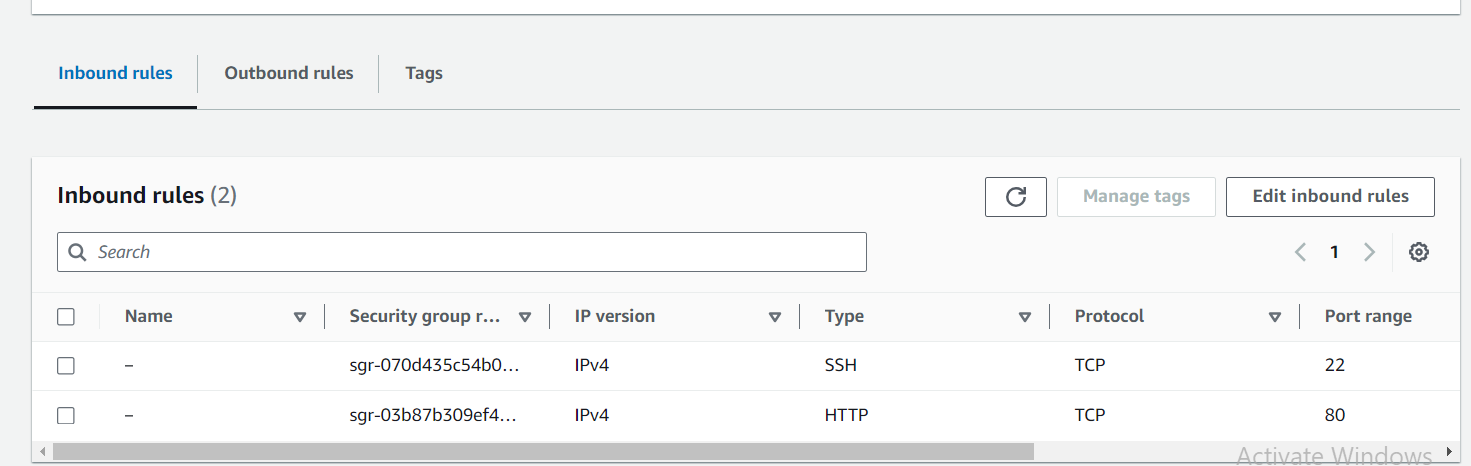 Inbound rules Outbound rules Tags
Inbound rules (2)
Manage tags Edit inbound rules
Search
1
Name Security group r... IP version Type Protocol Port range
– sgr-070d435c54b0... IPv4 SSH TCP 22
– sgr-03b87b309ef4... IPv4 HTTP TCP 80
Activate Windows